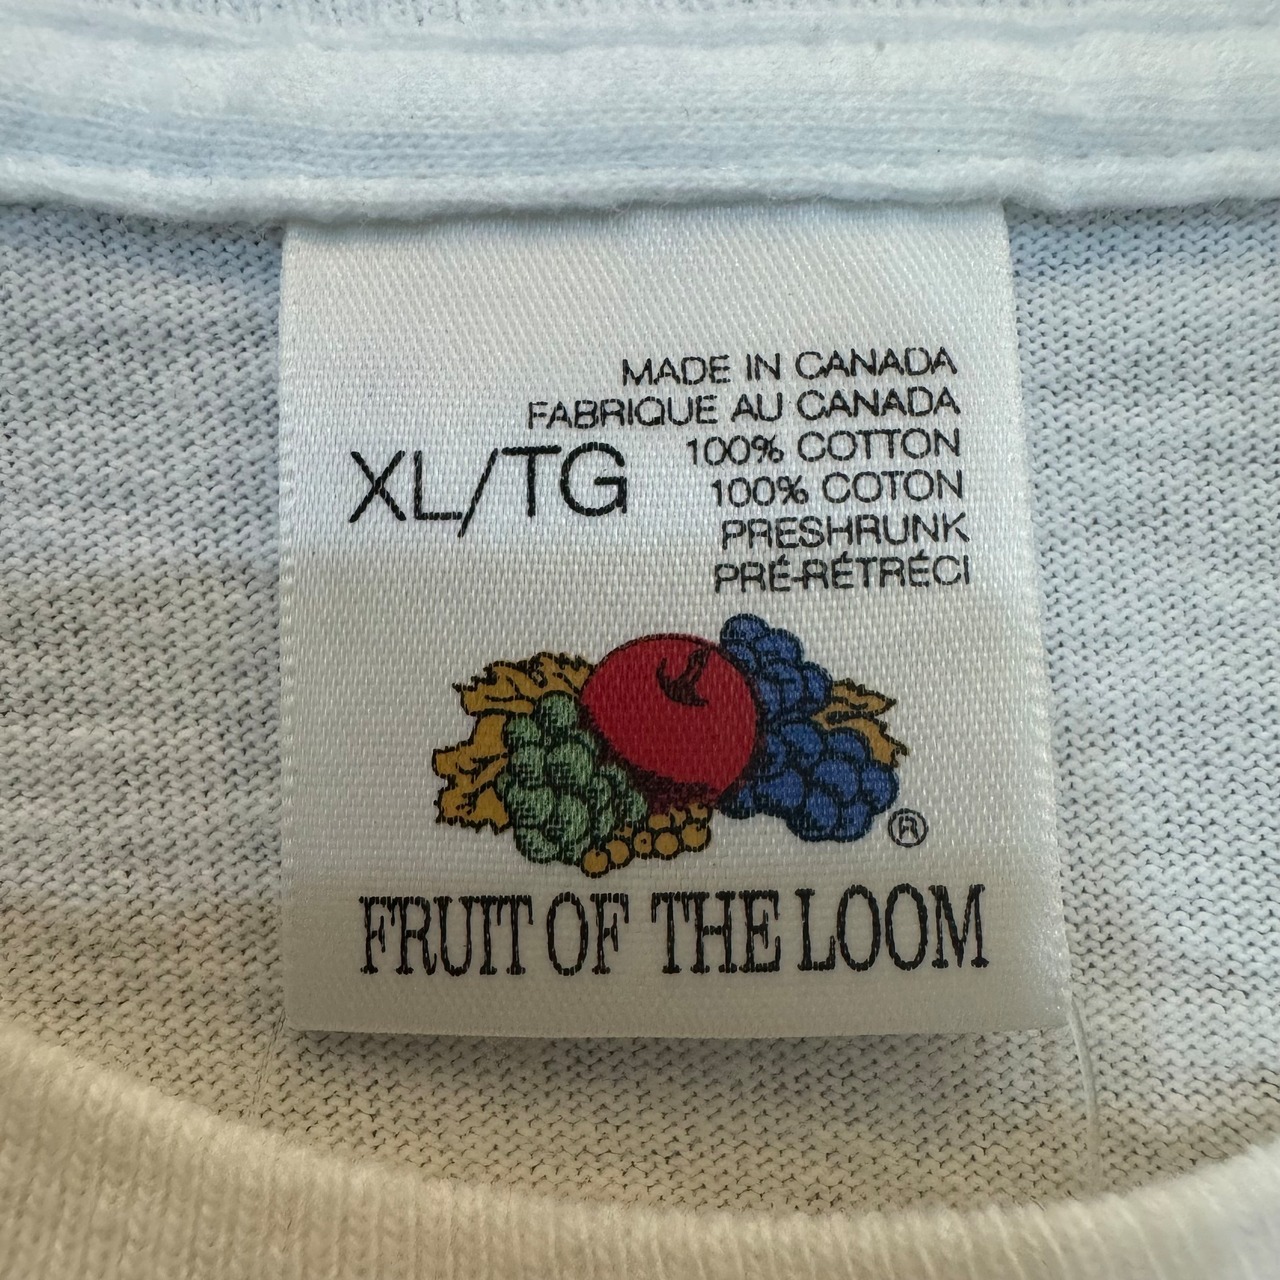 MADE IN CANADA
FABRIQUE AU CANADA
100% COTTON
XL/TG
100% COTON
PRESHRUNK
PRÉ-RÉTRÉCI
®
FRUIT OF THE LOOM